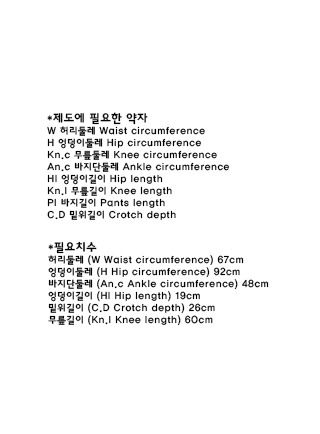 *제도에 필요한 약자
W 허리둘레 Waist circumference
H 엉덩이둘레 Hip circumference
Kn.c 무릎둘레 Knee circumference
An.c 바지단둘레 Ankle circumference
Hl 엉덩이길이 Hip length
Kn.l 무릎길이 Knee length
Pl 바지길이 Pants length
C.D 밑위길이 Crotch depth
*필요치수
허리둘레 (W Waist circumference) 67cm
엉덩이둘레 (H Hip circumference) 92cm
바지단둘레 (An.c Ankle circumference) 48cm
엉덩이길이 (Hl Hip length) 19cm
밑위길이 (C.D Crotch depth) 26cm
무릎길이 (Kn.l Knee length) 60cm